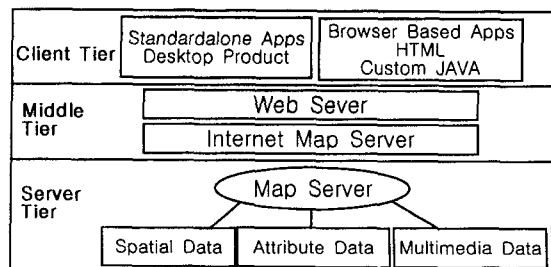 Client Tier
Standardalone Apps
Desktop Product
Browser Based Apps
HTML
Custom JAVA
Middle
Tier
Web Sever
Internet Map Server
Server
Tier
Map Server
Spatial Data
Attribute Data
Multimedia Data